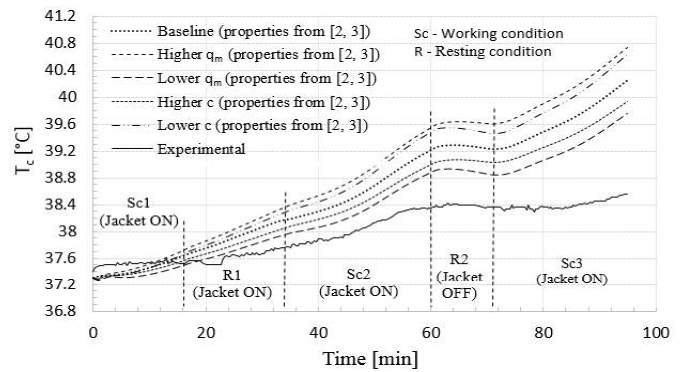 41.2
40.8
40.4
40
39.6
39.2
38.8
38.4
38
37.6
37.2
36.8
Tc [°C]
Baseline (properties from [2, 3])
Higher qm (properties from [2, 3])
Lower qm (properties from [2, 3])
Higher c (properties from [2, 3])
Lower c (properties from [2, 3])
Experimental
Sc - Working condition
R - Resting condition
Sc1
(Jacket ON)
R1
(Jacket ON)
Sc2
(Jacket ON)
R2
(Jacket
OFF)
Sc3
(Jacket ON)
0 20 40 60 80 100
Time [min]